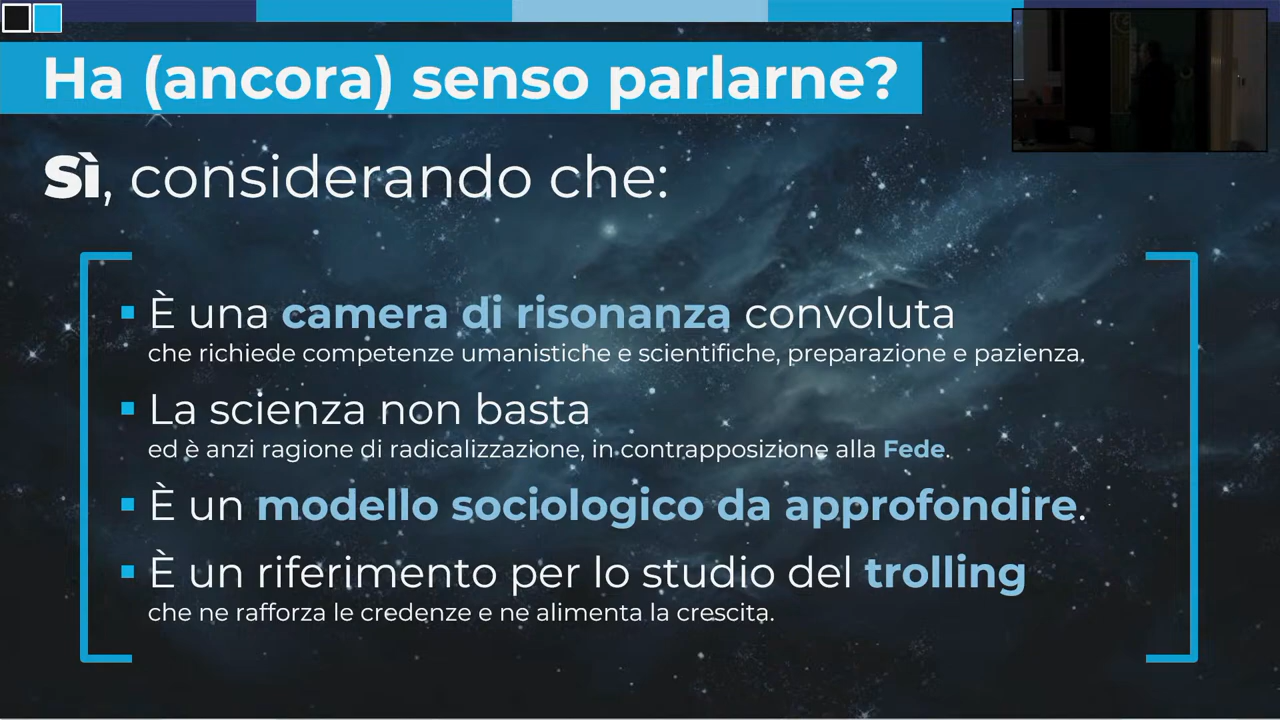 Ha (ancora) senso parlarne?
Sì, considerando che:
È una camera di risonanza convoluta
che richiede competenze umanistiche e scientifiche, preparazione e pazienza.
La scienza non basta
ed è anzi ragione di radicalizzazione, in contrapposizione alla Fede.
È un modello sociologico da approfondire.
È un riferimento per lo studio del trolling
che ne rafforza le credenze e ne alimenta la crescita.